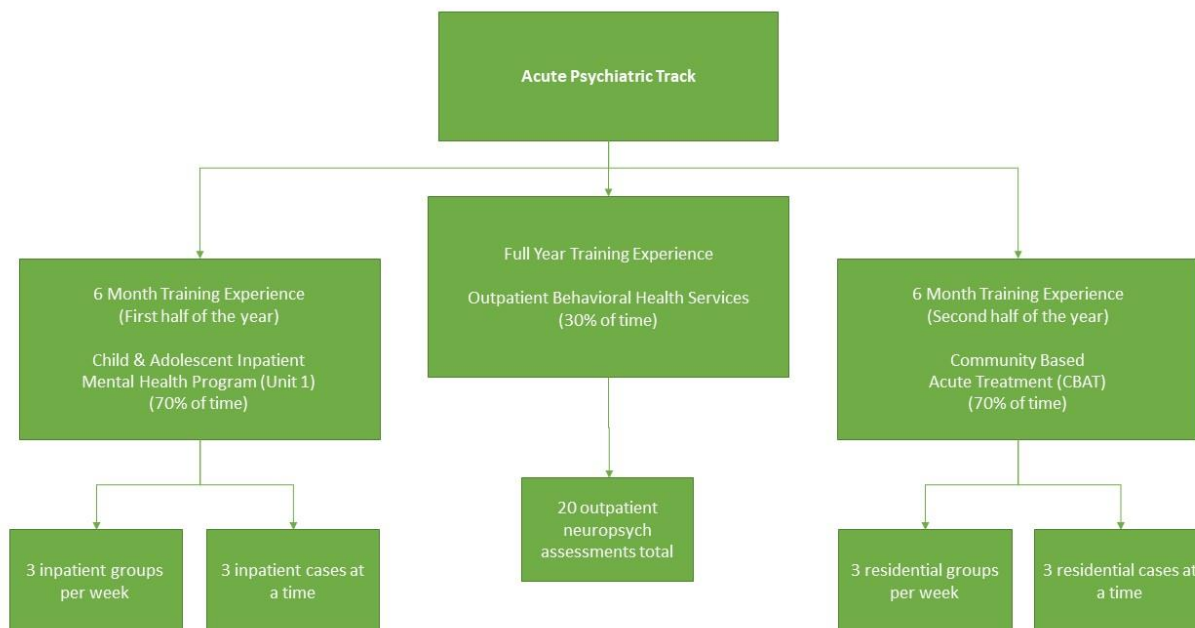 Acute Psychiatric Track
Full Year Training Experience
Outpatient Behavioral Health Services
(30% of time)
6 Month Training Experience
(First half of the year)
Child & Adolescent Inpatient
Mental Health Program (Unit 1)
(70% of time)
6 Month Training Experience
(Second half of the year)
Community Based
Acute Treatment (CBAT)
(70% of time)
3 inpatient groups
per week
3 inpatient cases at
a time
20 outpatient
neuropsych
assessments total
3 residential groups
per week
3 residential cases at
a time